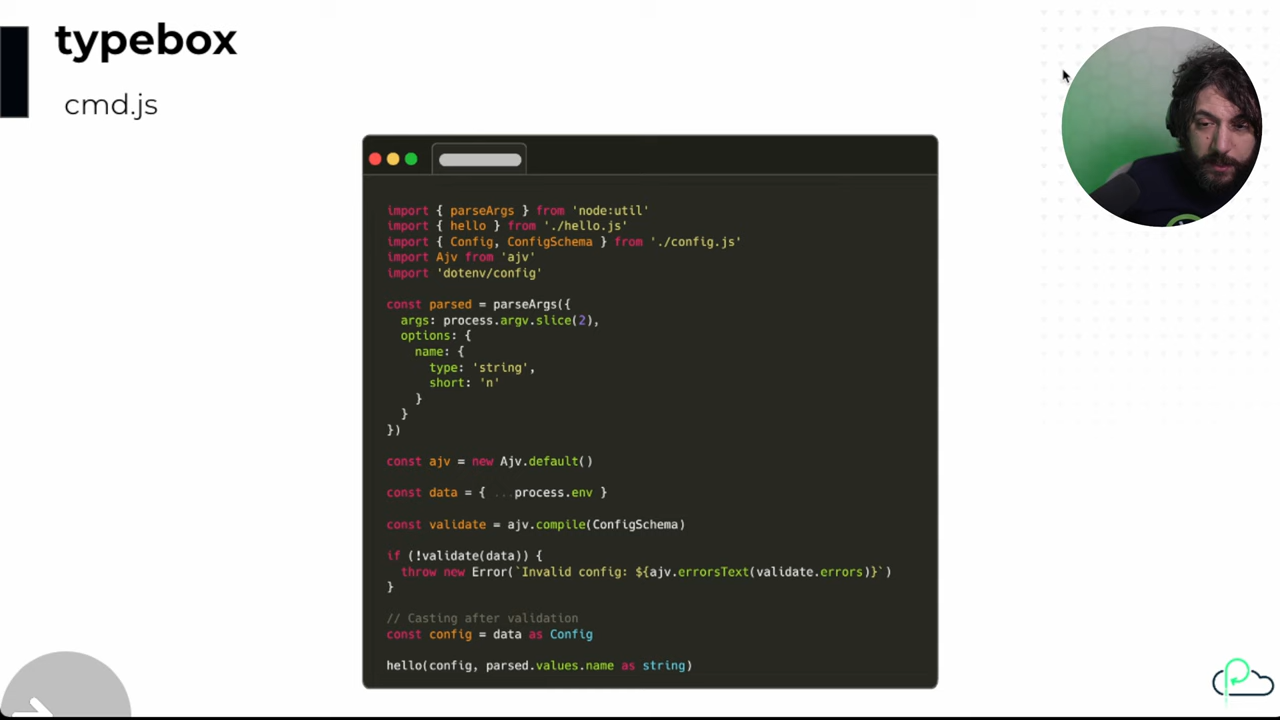 typebox
cmd.js
import { parseArgs } from 'node:util'
import { hello } from './hello.js'
import { Config, ConfigSchema } from './config.js'
import Ajv from 'ajv'
import 'dotenv/config'
const parsed = parseArgs({
  args: process.argv.slice(2),
  options: {
    name: {
      type: 'string',
      short: 'n'
    }
  }
})
const ajv = new Ajv.default()
const data = { ...process.env }
const validate = ajv.compile(ConfigSchema)
if (!validate(data)) {
  throw new Error(`Invalid config: ${ajv.errorsText(validate.errors)}`)
}
// Casting after validation
const config = data as Config
hello(config, parsed.values.name as string)